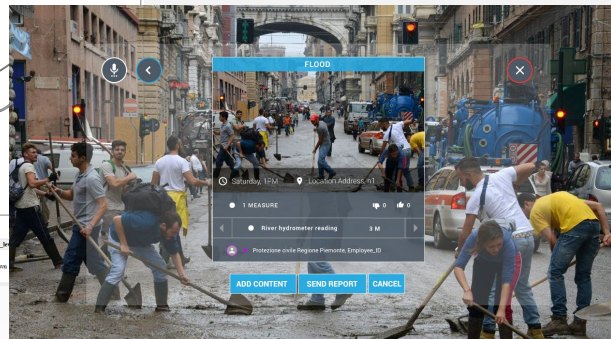 FLOOD
Saturday, 1PM Location Address, n1
1 MEASURE 0 0
River hydrometer reading 3 M
Protezione civile Regione Piemonte, Employee_ID
ADD CONTENT SEND REPORT CANCEL